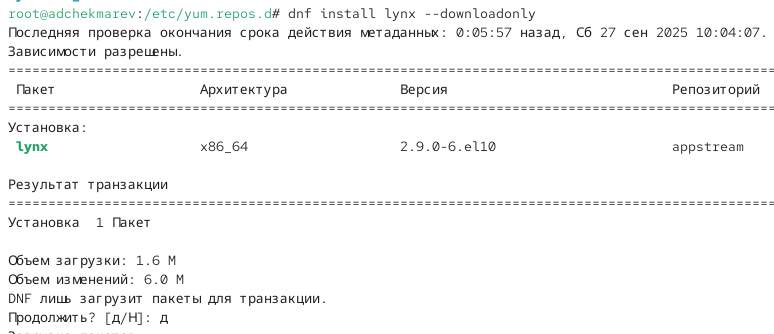 root@adchekmarev:/etc/yum.repos.d# dnf install lynx --downloadonly
Последняя проверка окончания срока действия метаданных: 0:05:57 назад, Сб 27 сен 2025 10:04:07.
Зависимости разрешены.
================================================================================================
Пакет Архитектура Версия Репозиторий
================================================================================================
Установка:
lynx x86_64 2.9.0-6.el10 appstream
Результат транзакции
================================================================================================
Установка 1 Пакет
Объем загрузки: 1.6 M
Объем изменений: 6.0 M
DNF лишь загрузит пакеты для транзакции.
Продолжить? [д/Н]: д